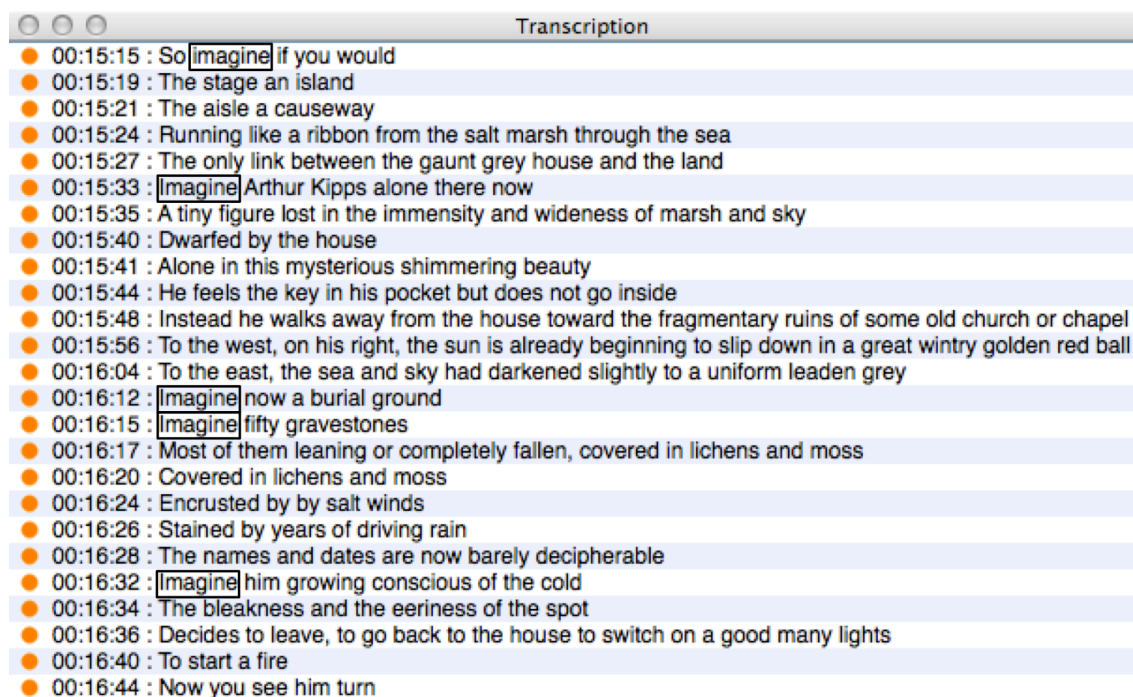 Transcription
00:15:15 : So imagine if you would
00:15:19 : The stage an island
00:15:21 : The aisle a causeway
00:15:24 : Running like a ribbon from the salt marsh through the sea
00:15:27 : The only link between the gaunt grey house and the land
00:15:33 : Imagine Arthur Kipps alone there now
00:15:35 : A tiny figure lost in the immensity and wideness of marsh and sky
00:15:40 : Dwarfed by the house
00:15:41 : Alone in this mysterious shimmering beauty
00:15:44 : He feels the key in his pocket but does not go inside
00:15:48 : Instead he walks away from the house toward the fragmentary ruins of some old church or chapel
00:15:56 : To the west, on his right, the sun is already beginning to slip down in a great wintry golden red ball
00:16:04 : To the east, the sea and sky had darkened slightly to a uniform leaden grey
00:16:12 : Imagine now a burial ground
00:16:15 : Imagine fifty gravestones
00:16:17 : Most of them leaning or completely fallen, covered in lichens and moss
00:16:20 : Covered in lichens and moss
00:16:24 : Encrusted by by salt winds
00:16:26 : Stained by years of driving rain
00:16:28 : The names and dates are now barely decipherable
00:16:32 : Imagine him growing conscious of the cold
00:16:34 : The bleakness and the eeriness of the spot
00:16:36 : Decides to leave, to go back to the house to switch on a good many lights
00:16:40 : To start a fire
00:16:44 : Now you see him turn